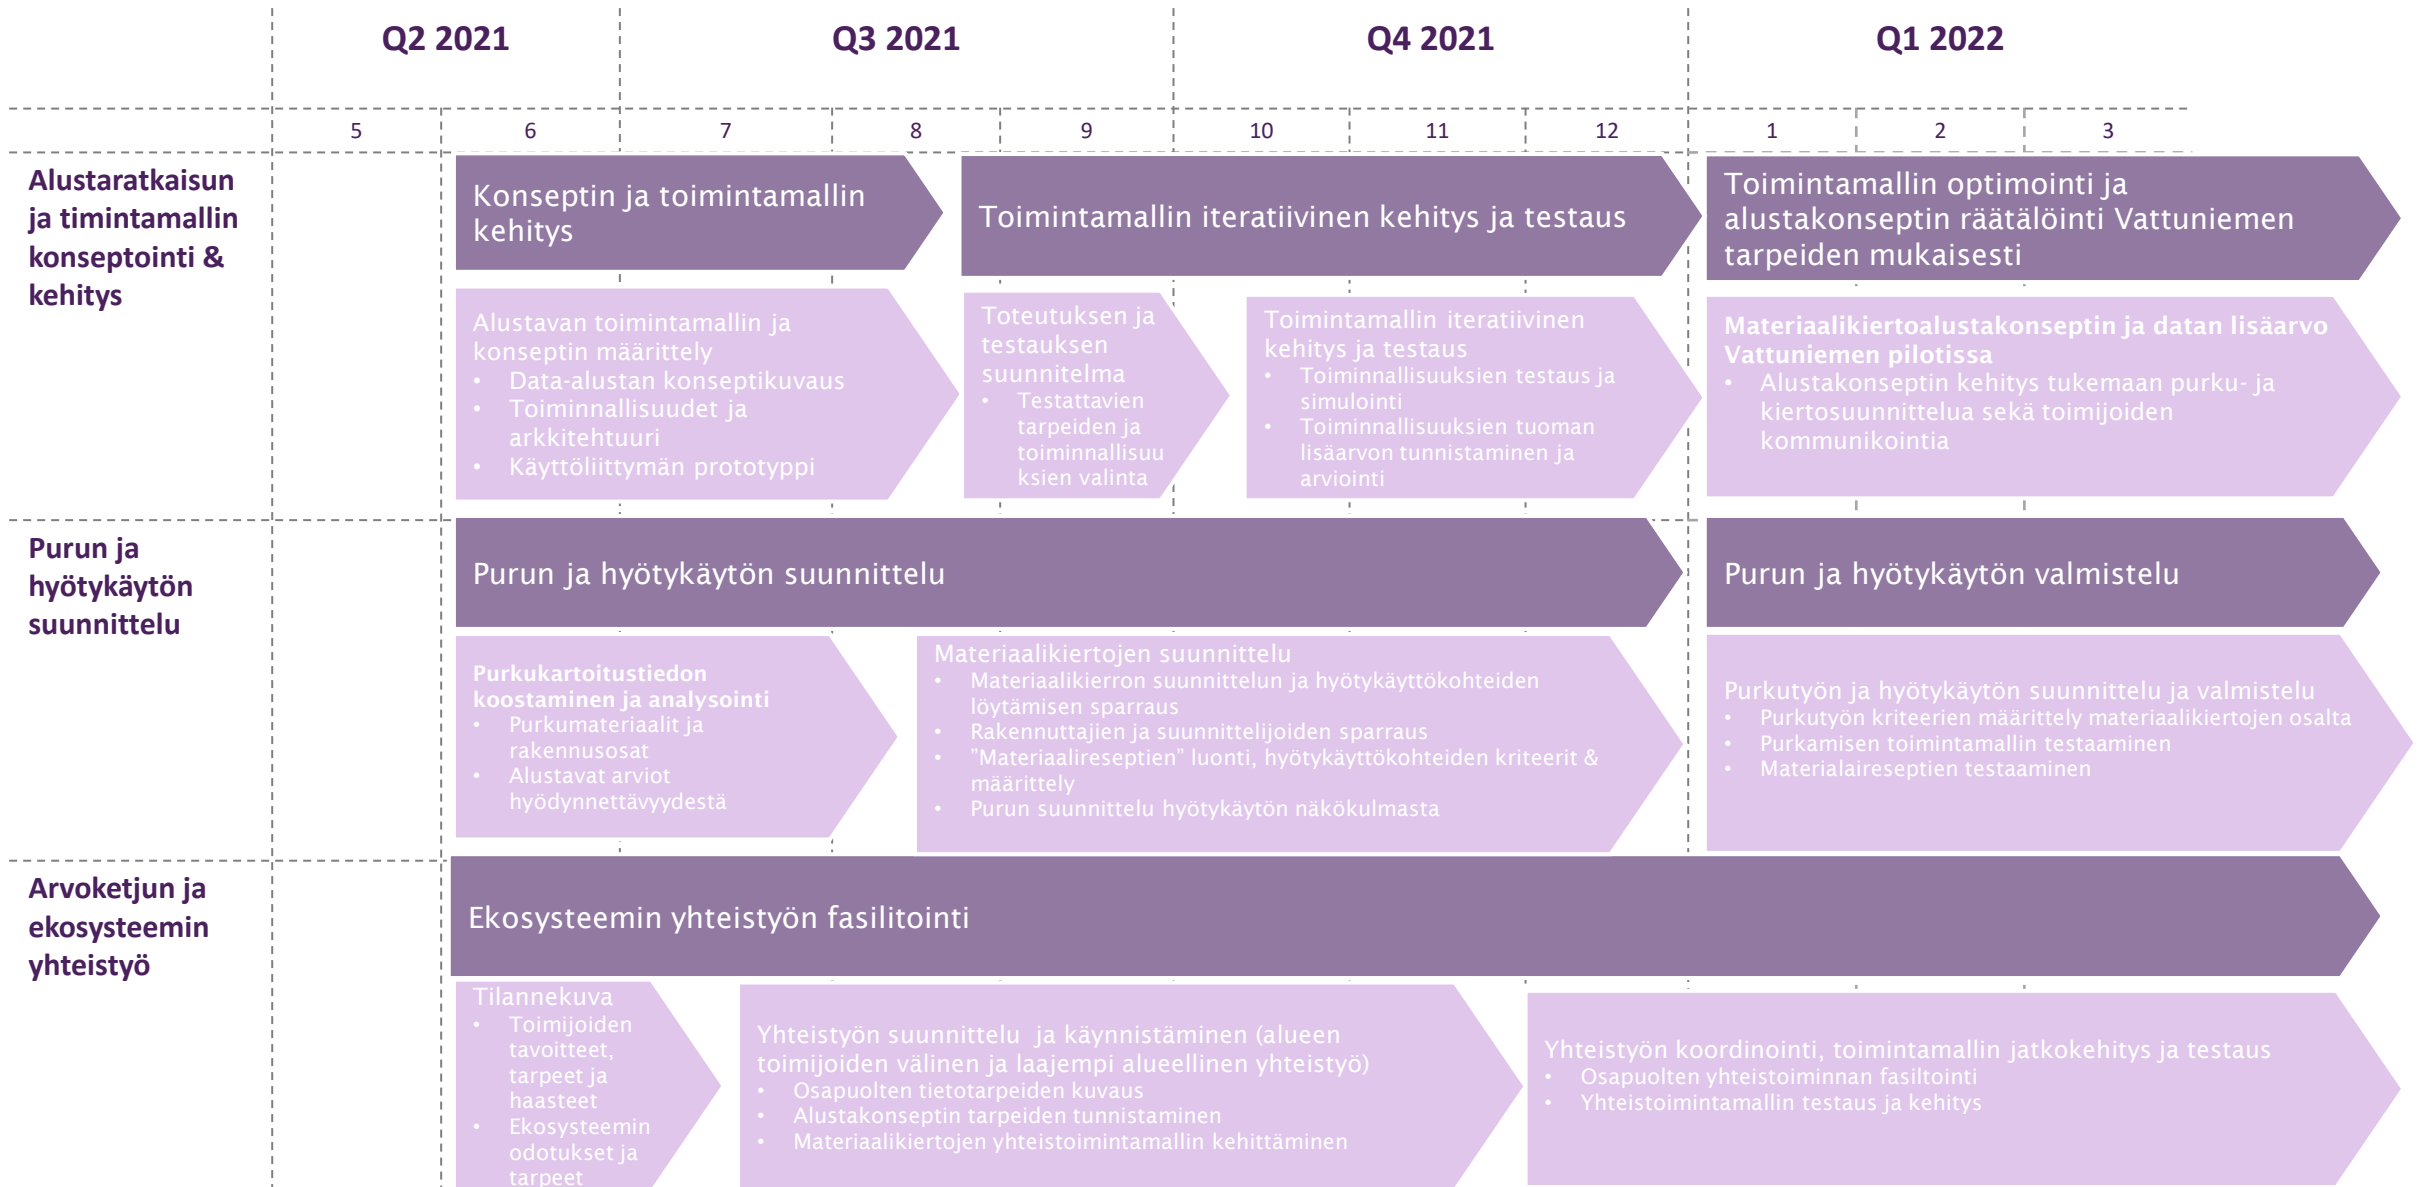 Q2 2021
Q3 2021
Q4 2021
Q1 2022
5
6
7
8
9
10
11
12
1
2
3
Alustaratkaisun
ja timintamallin
konseptointi &
kehitys
Konseptin ja toimintamallin
kehitys
Toimintamallin iteratiivinen kehitys ja testaus
Toimintamallin optimointi ja
alustakonseptin räätälöinti Vattuniemen
tarpeiden mukaisesti
Alustavan toimintamallin ja
konseptin määrittely
• Data-alustan konseptikuvaus
• Toiminnallisuudet ja
arkkitehtuuri
• Käyttöliittymän prototyppi
Toteutuksen ja
testauksen
suunnitelma
• Testattavien
tarpeiden ja
toiminnallisuu
ksien valinta
Toimintamallin iteratiivinen
kehitys ja testaus
• Toiminnallisuuksien testaus ja
simulointi
• Toiminnallisuuksien tuoman
lisäarvon tunnistaminen ja
arviointi
Materiaalikiertoalustakonseptin ja datan lisäarvo
Vattuniemen pilotissa
• Alustakonseptin kehitys tukemaan purku- ja
kiertosuunnittelua sekä toimijoiden
kommunikointia
Purun ja
hyötykäytön
suunnittelu
Purun ja hyötykäytön suunnittelu
Purun ja hyötykäytön valmistelu
Purkukartoitustiedon
koostaminen ja analysointi
• Purkumateriaalit ja
rakennusosat
• Alustavat arviot
hyödynnettävyydestä
Materiaalikiertojen suunnittelu
• Materiaalikierron suunnittelun ja hyötykäyttökohteiden
löytämisen sparraus
• Rakennuttajien ja suunnittelijoiden sparraus
• ”Materiaalireseptien” luonti, hyötykäyttökohteiden kriteerit &
määrittely
• Purun suunnittelu hyötykäytön näkökulmasta
Purkutyön ja hyötykäytön suunnittelu ja valmistelu
• Purkutyön kriteerien määrittely materiaalikiertojen osalta
• Purkamisen toimintamallin testaaminen
• Materialaireseptien testaaminen
Arvoketjun ja
ekosysteemin
yhteistyö
Ekosysteemin yhteistyön fasilitointi
Tilannekuva
• Toimijoiden
tavoitteet,
tarpeet ja
haasteet
• Ekosysteemin
odotukset ja
tarpeet
Yhteistyön suunnittelu ja käynnistäminen (alueen
toimijoiden välinen ja laajempi alueellinen yhteistyö)
• Osapuolten tietotarpeiden kuvaus
• Alustakonseptin tarpeiden tunnistaminen
• Materiaalikiertojen yhteistoimintamallin kehittäminen
Yhteistyön koordinointi, toimintamallin jatkokehitys ja testaus
• Osapuolten yhteistoiminnan fasiltointi
• Yhteistoimintamallin testaus ja kehitys